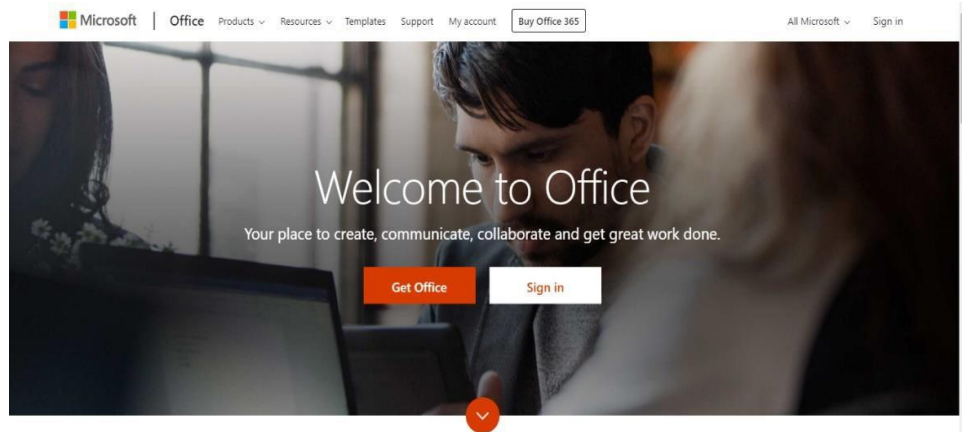 Microsoft Office Products Resources Templates Support My account Buy Office 365 All Microsoft Sign in
Welcome to Office
Your place to create, communicate, collaborate and get great work done.
Get Office Sign in